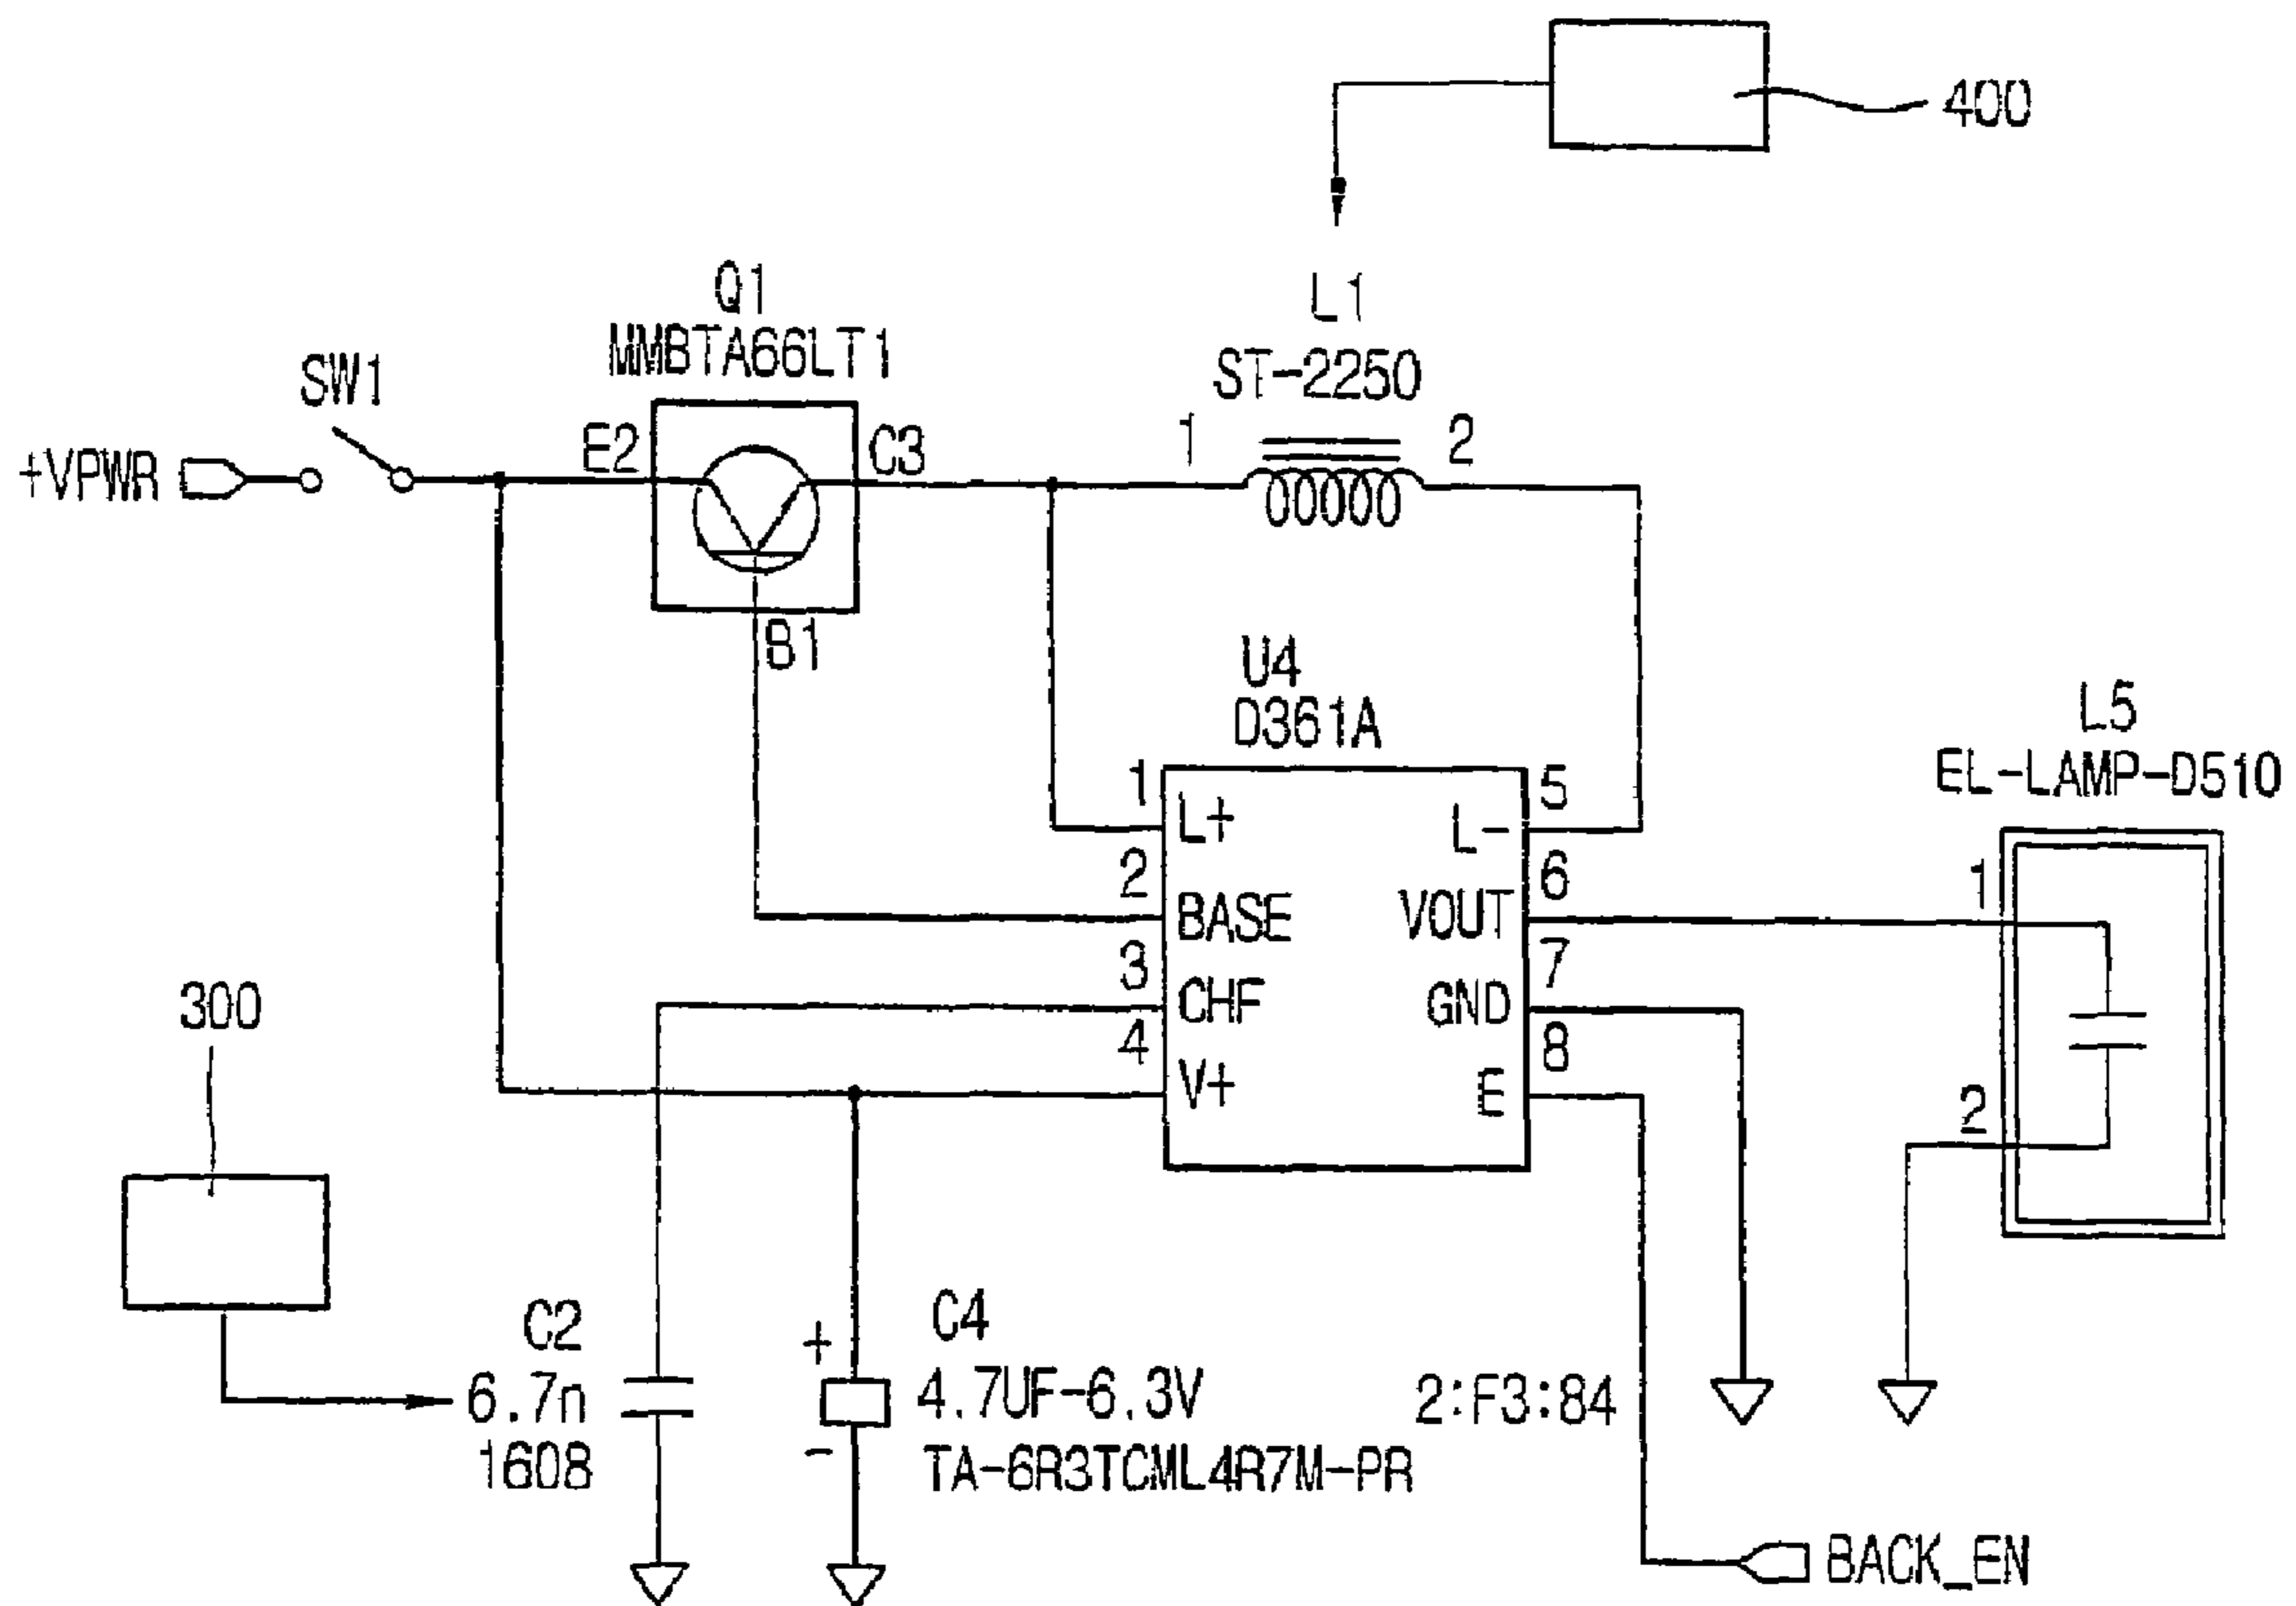 400
L1
ST-2250
1
2
Q1
MMBTA66LT1
SW1
E2
C3
+VPWR
B1
U4
D361A
1
L+
L-
5
2
BASE
VOUT
6
3
CHF
GND
7
4
V+
E
8
L5
EL-LAMP-D510
1
2
300
C2
6.7n
1608
+
-
C4
4.7UF-6.3V
TA-6R3TCML4R7M-PR
2:F3:84
BACK_EN